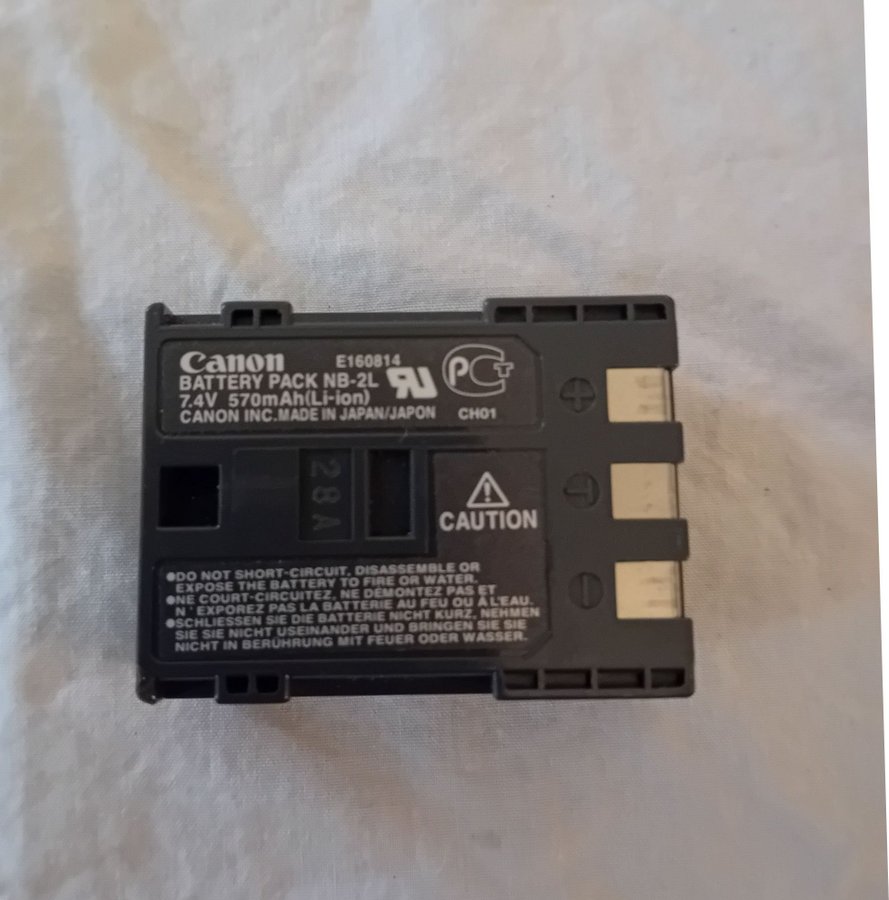 Canon E160814
BATTERY PACK NB-2L
7.4V 570mAh(Li-ion)
CANON INC.MADE IN JAPAN/JAPON
RU
PCT
CH01
28A
+
T
−
CAUTION
●DO NOT SHORT-CIRCUIT, DISASSEMBLE OR
EXPOSE THE BATTERY TO FIRE OR WATER.
●NE COURT-CIRCUITEZ, NE DÉMONTEZ PAS ET
N'EXPOREZ PAS LA BATTERIE AU FEU OU À L'EAU.
●SCHLIESSEN SIE DIE BATTERIE NICHT KURZ, NEHMEN
SIE SIE NICHT USEINANDER UND BRINGEN SIE SIE
NICHT IN BERÜHRUNG MIT FEUER ODER WASSER.